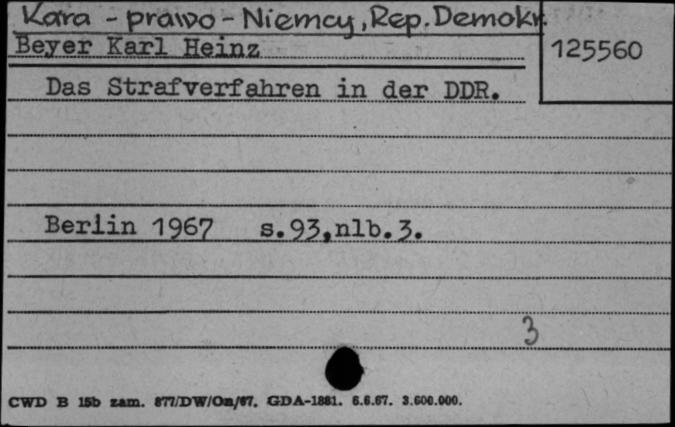 Kara - prawo - Niemcy, Rep. Demokr.
Beyer Karl Heinz
125560
Das Strafverfahren in der DDR.
Berlin 1967 s.93,nlb.3.
3
CWD B 15b zam. 877/DW/Om/67. GDA-1881. 6.6.67. 3.600.000.